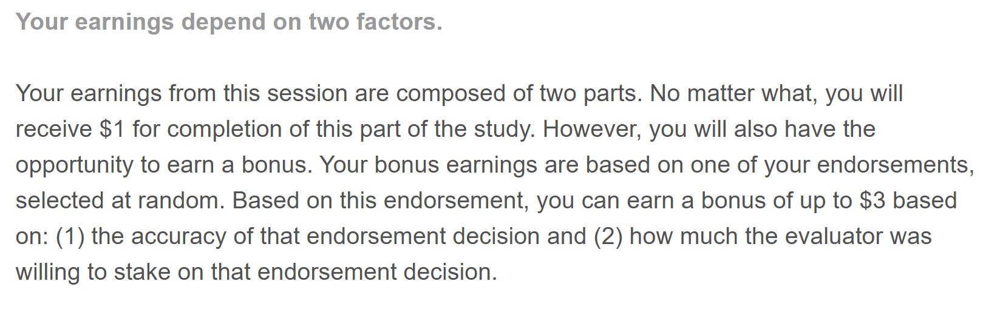 Your earnings depend on two factors.
Your earnings from this session are composed of two parts. No matter what, you will
receive $1 for completion of this part of the study. However, you will also have the
opportunity to earn a bonus. Your bonus earnings are based on one of your endorsements,
selected at random. Based on this endorsement, you can earn a bonus of up to $3 based
on: (1) the accuracy of that endorsement decision and (2) how much the evaluator was
willing to stake on that endorsement decision.